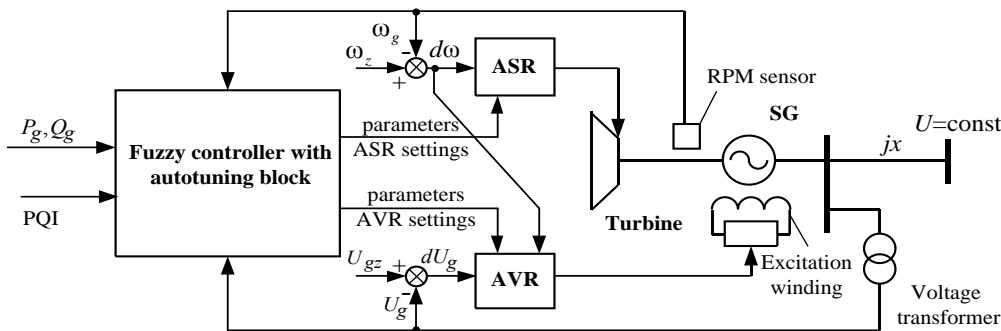 ω_g
-
ω_z
+
dω
ASR
RPM sensor
SG
U=const
jx
P_g, Q_g
PQI
Fuzzy controller with
autotuning block
parameters
ASR settings
parameters
AVR settings
Turbine
U_gz
+
dU_g
-
U_g
AVR
Excitation
winding
Voltage
transformer